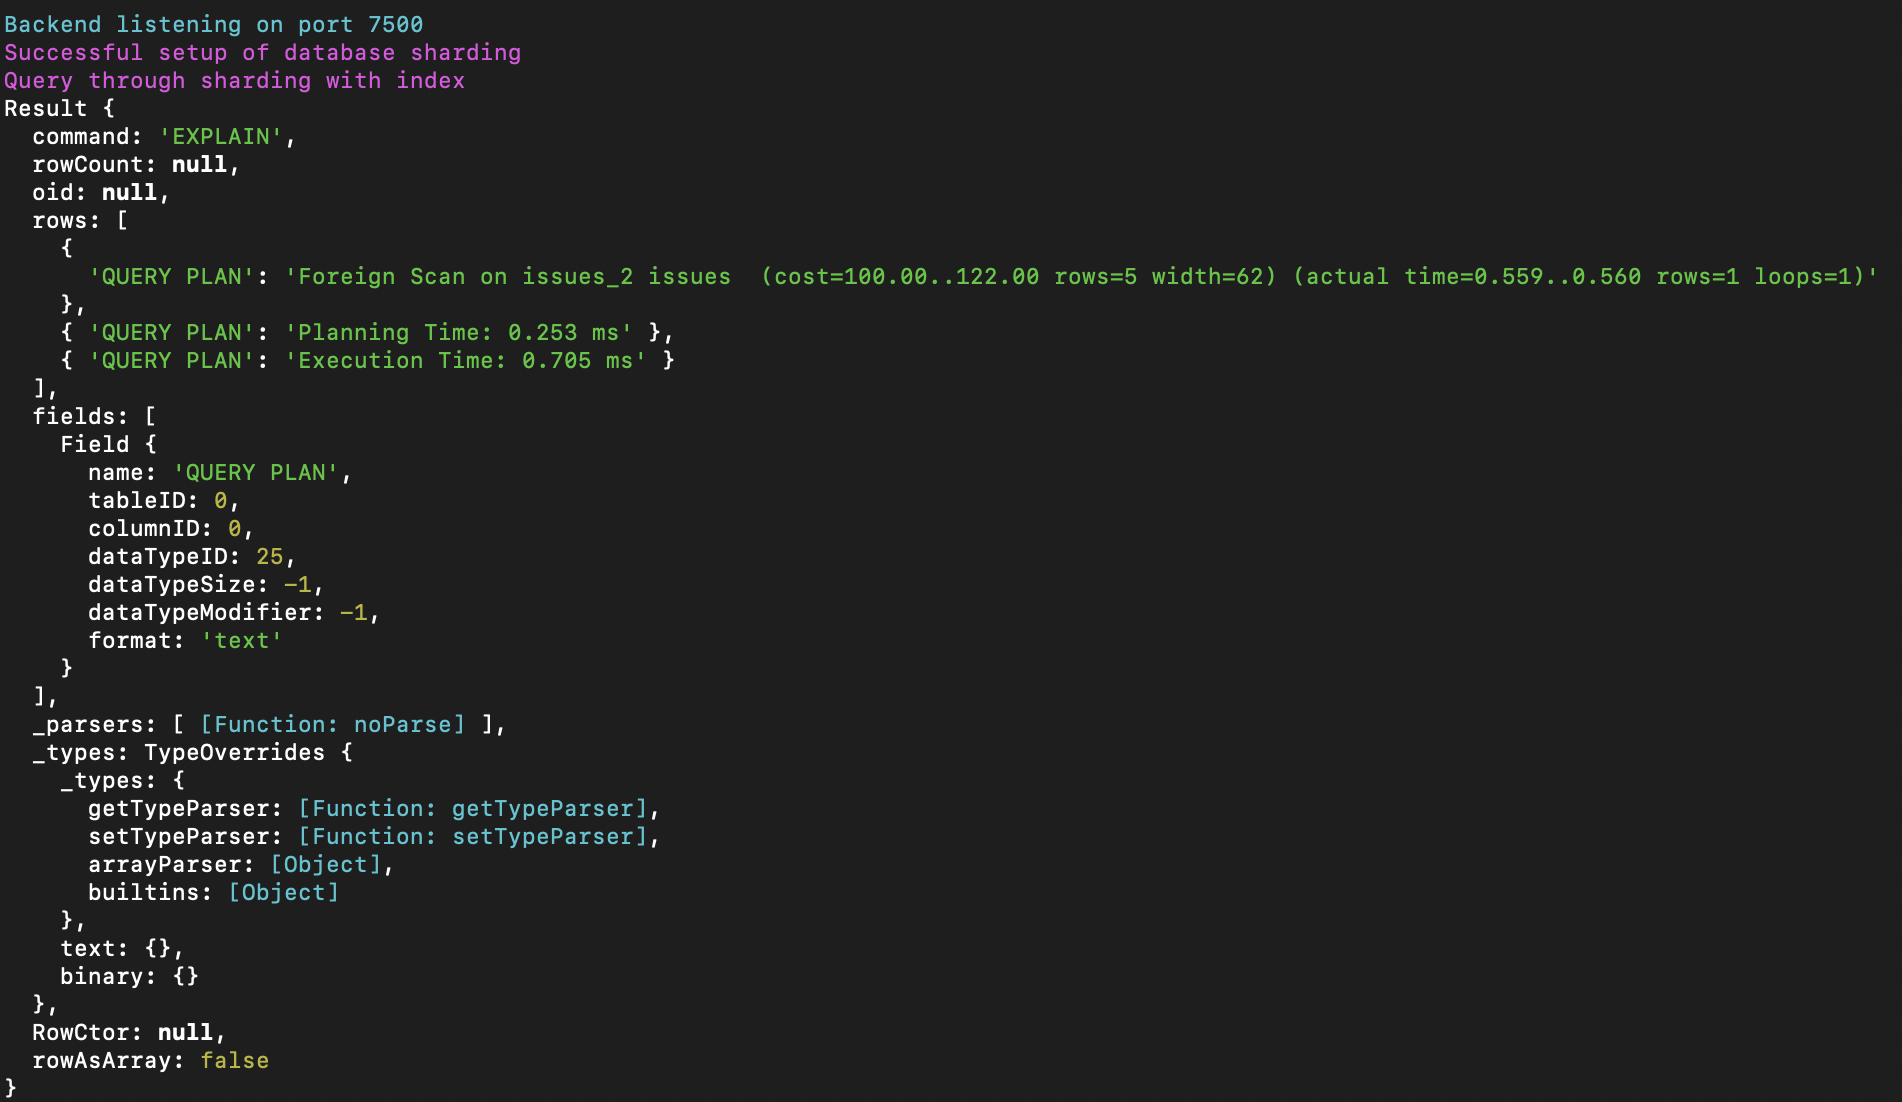 Backend listening on port 7500
Successful setup of database sharding
Query through sharding with index
Result {
  command: 'EXPLAIN',
  rowCount: null,
  oid: null,
  rows: [
    {
      'QUERY PLAN': 'Foreign Scan on issues_2 issues  (cost=100.00..122.00 rows=5 width=62) (actual time=0.559..0.560 rows=1 loops=1)'
    },
    { 'QUERY PLAN': 'Planning Time: 0.253 ms' },
    { 'QUERY PLAN': 'Execution Time: 0.705 ms' }
  ],
  fields: [
    Field {
      name: 'QUERY PLAN',
      tableID: 0,
      columnID: 0,
      dataTypeID: 25,
      dataTypeSize: -1,
      dataTypeModifier: -1,
      format: 'text'
    }
  ],
  _parsers: [ [Function: noParse] ],
  _types: TypeOverrides {
    _types: {
      getTypeParser: [Function: getTypeParser],
      setTypeParser: [Function: setTypeParser],
      arrayParser: [Object],
      builtins: [Object]
    },
    text: {},
    binary: {}
  },
  RowCtor: null,
  rowAsArray: false
}